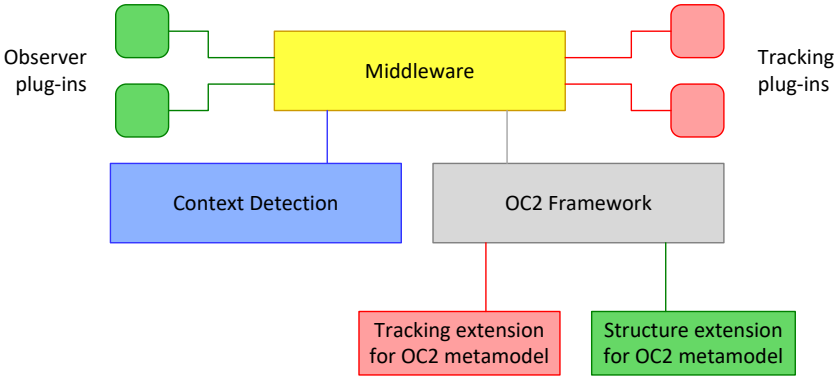 Observer
plug-ins
Middleware
Tracking
plug-ins
Context Detection
OC2 Framework
Tracking extension
for OC2 metamodel
Structure extension
for OC2 metamodel